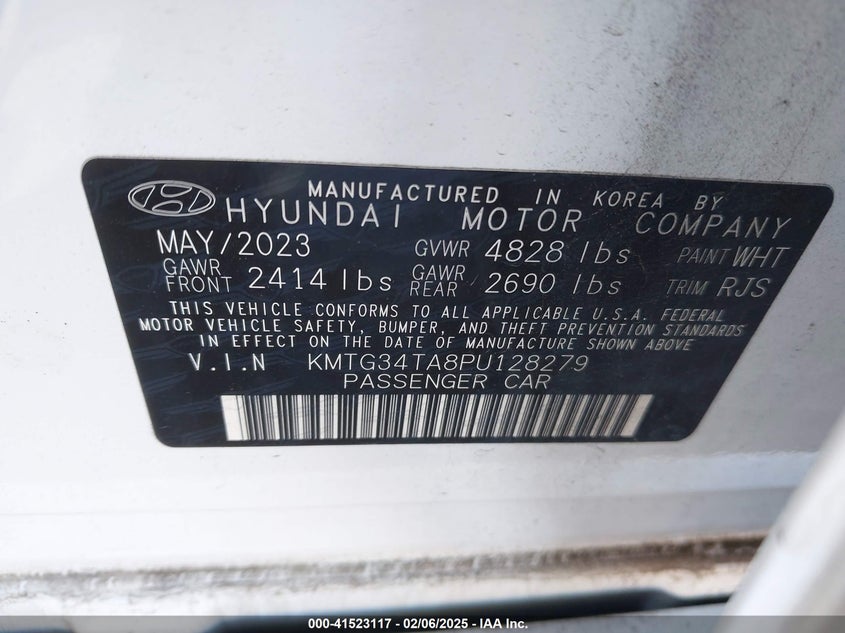 MANUFACTURED IN KOREA BY
HYUNDAI MOTOR COMPANY
MAY/2023 GVWR 4828 lbs PAINT WHT
GAWR FRONT 2414 lbs GAWR REAR 2690 lbs TRIM RJS
THIS VEHICLE CONFORMS TO ALL APPLICABLE U.S.A. FEDERAL
MOTOR VEHICLE SAFETY, BUMPER, AND THEFT PREVENTION STANDARDS
IN EFFECT ON THE DATE OF MANUFACTURE SHOWN ABOVE
V.I.N KMTG34TA8PU128279
PASSENGER CAR
000-41523117 - 02/06/2025 - IAA Inc.